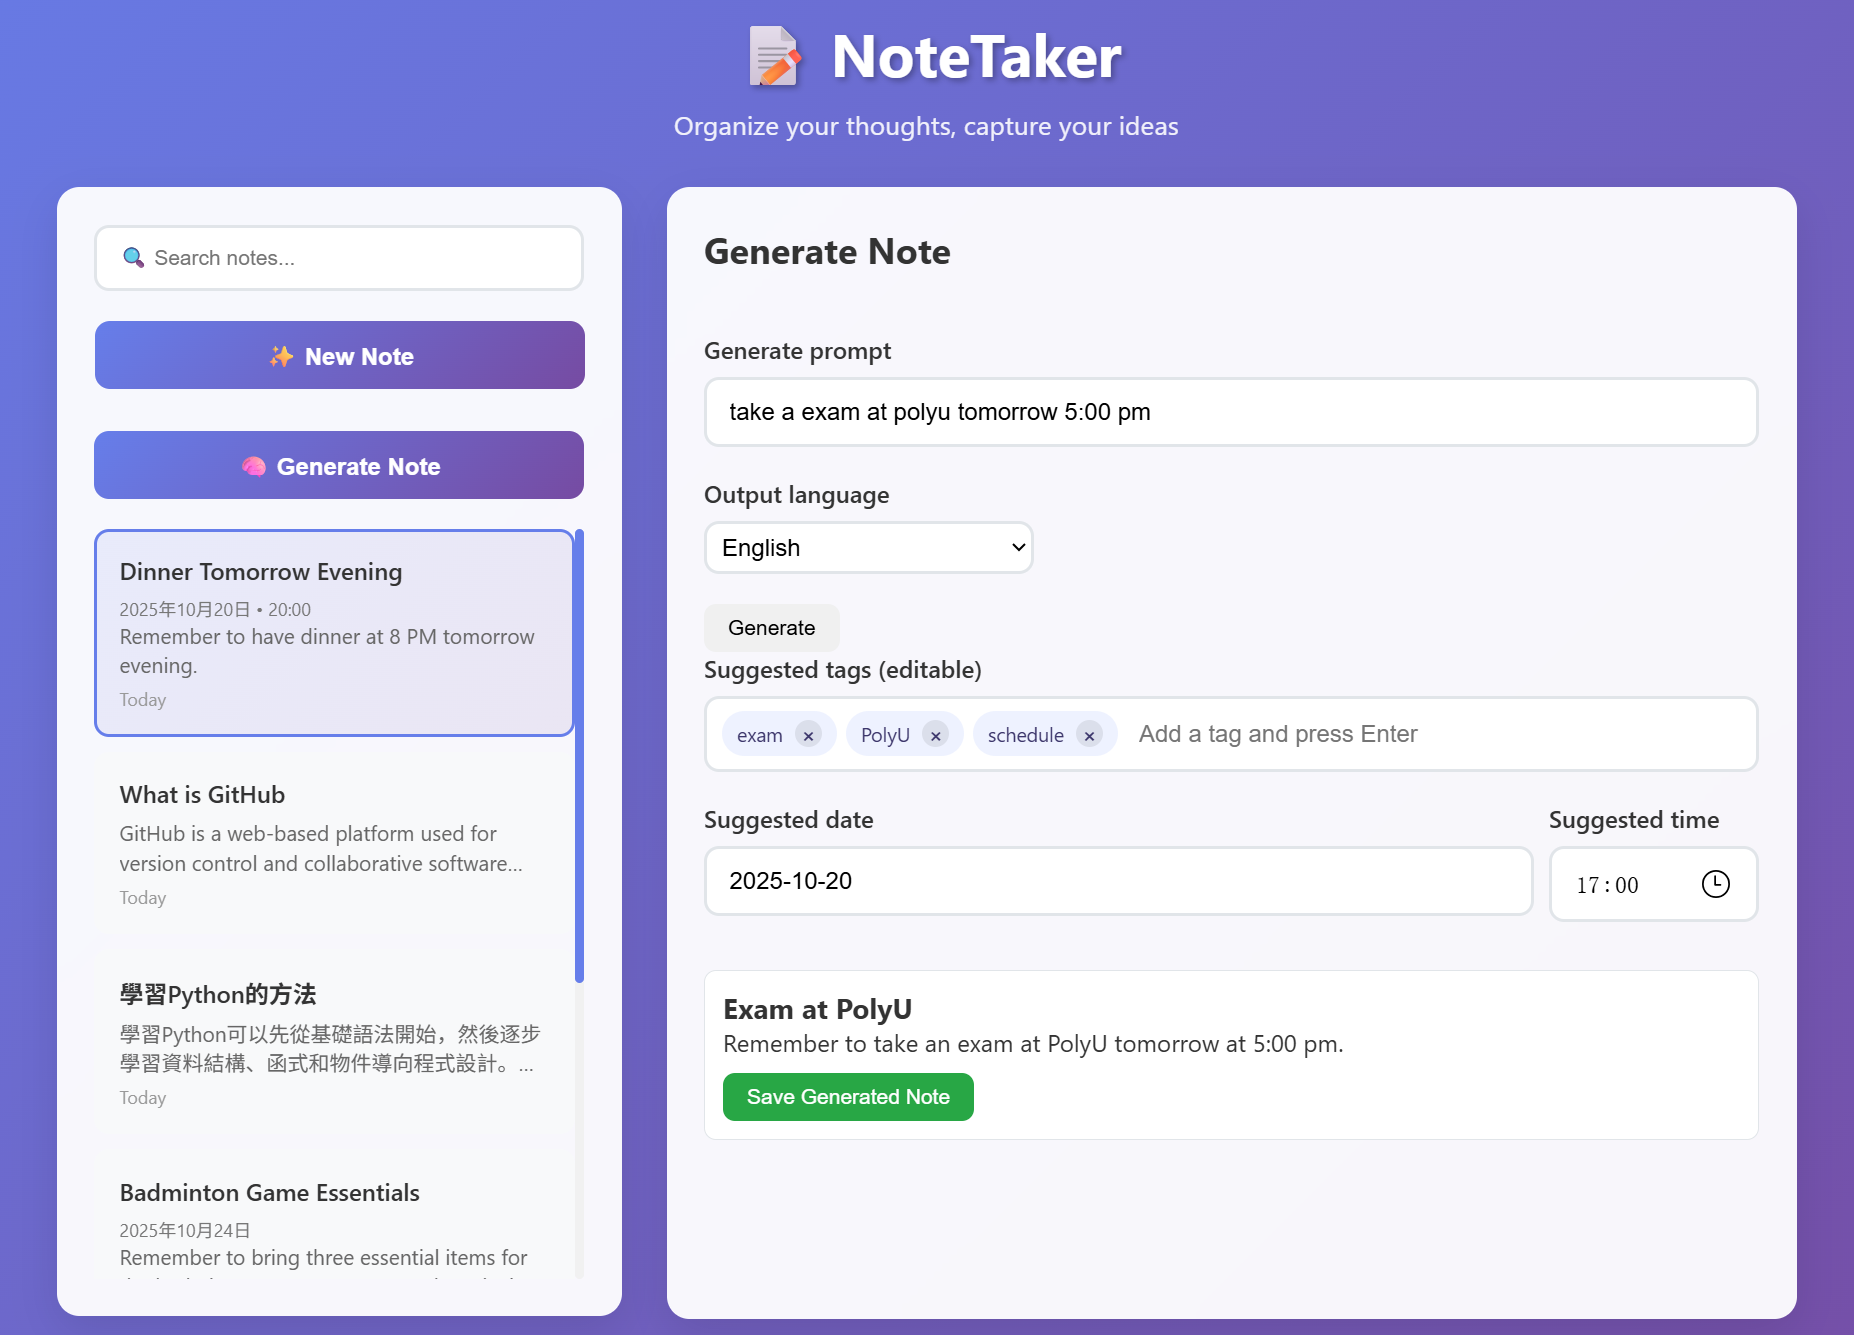 NoteTaker
Organize your thoughts, capture your ideas
Search notes...
New Note
Generate Note
Dinner Tomorrow Evening
2025年10月20日 • 20:00
Remember to have dinner at 8 PM tomorrow
evening.
Today
What is GitHub
GitHub is a web-based platform used for
version control and collaborative software...
Today
學習Python的方法
學習Python可以先從基礎語法開始，然後逐步
學習資料結構、函式和物件導向程式設計。...
Today
Badminton Game Essentials
2025年10月24日
Remember to bring three essential items for
Generate Note
Generate prompt
take a exam at polyu tomorrow 5:00 pm
Output language
English
Generate
Suggested tags (editable)
exam × PolyU × schedule × Add a tag and press Enter
Suggested date
2025-10-20
Suggested time
17:00
Exam at PolyU
Remember to take an exam at PolyU tomorrow at 5:00 pm.
Save Generated Note